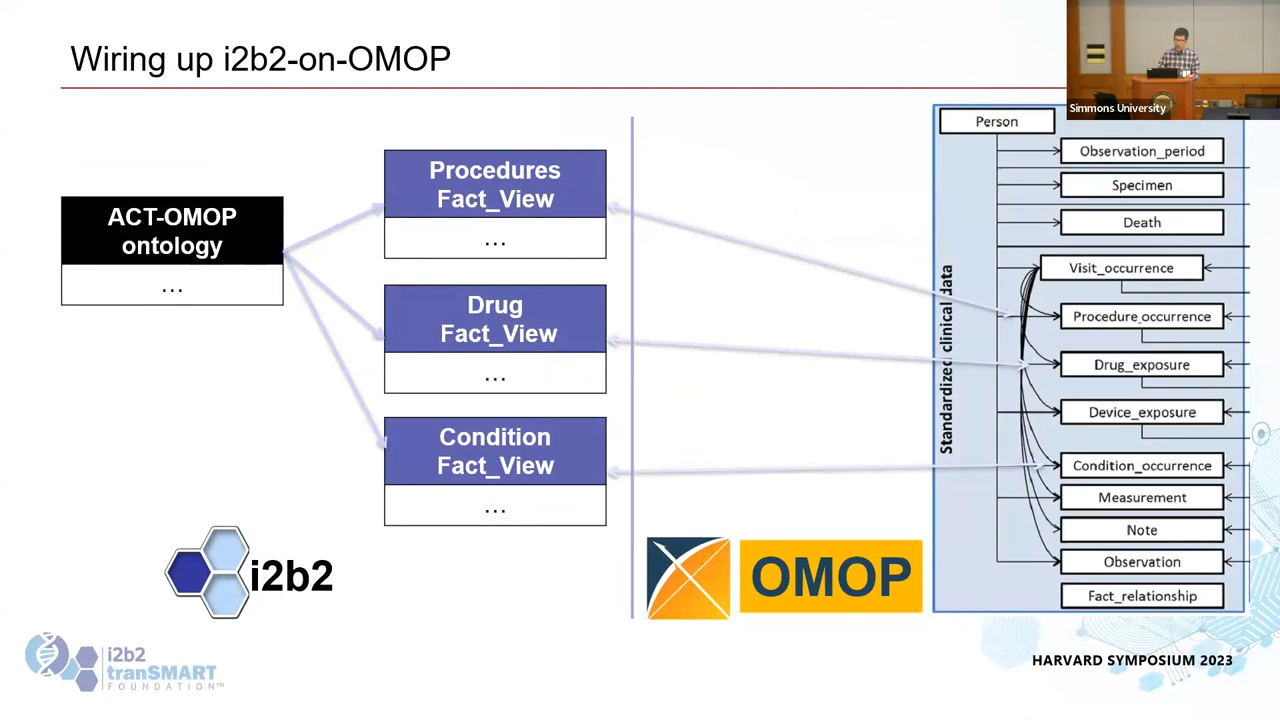 Wiring up i2b2-on-OMOP
Simmons University
ACT-OMOP
ontology
...
Procedures
Fact_View
...
Drug
Fact_View
...
Condition
Fact_View
...
i2b2
OMOP
Standardized clinical data
Person
Observation_period
Specimen
Death
Visit_occurrence
Procedure_occurrence
Drug_exposure
Device_exposure
Condition_occurrence
Measurement
Note
Observation
Fact_relationship
i2b2
tranSMART
FOUNDATION™
HARVARD SYMPOSIUM 2023